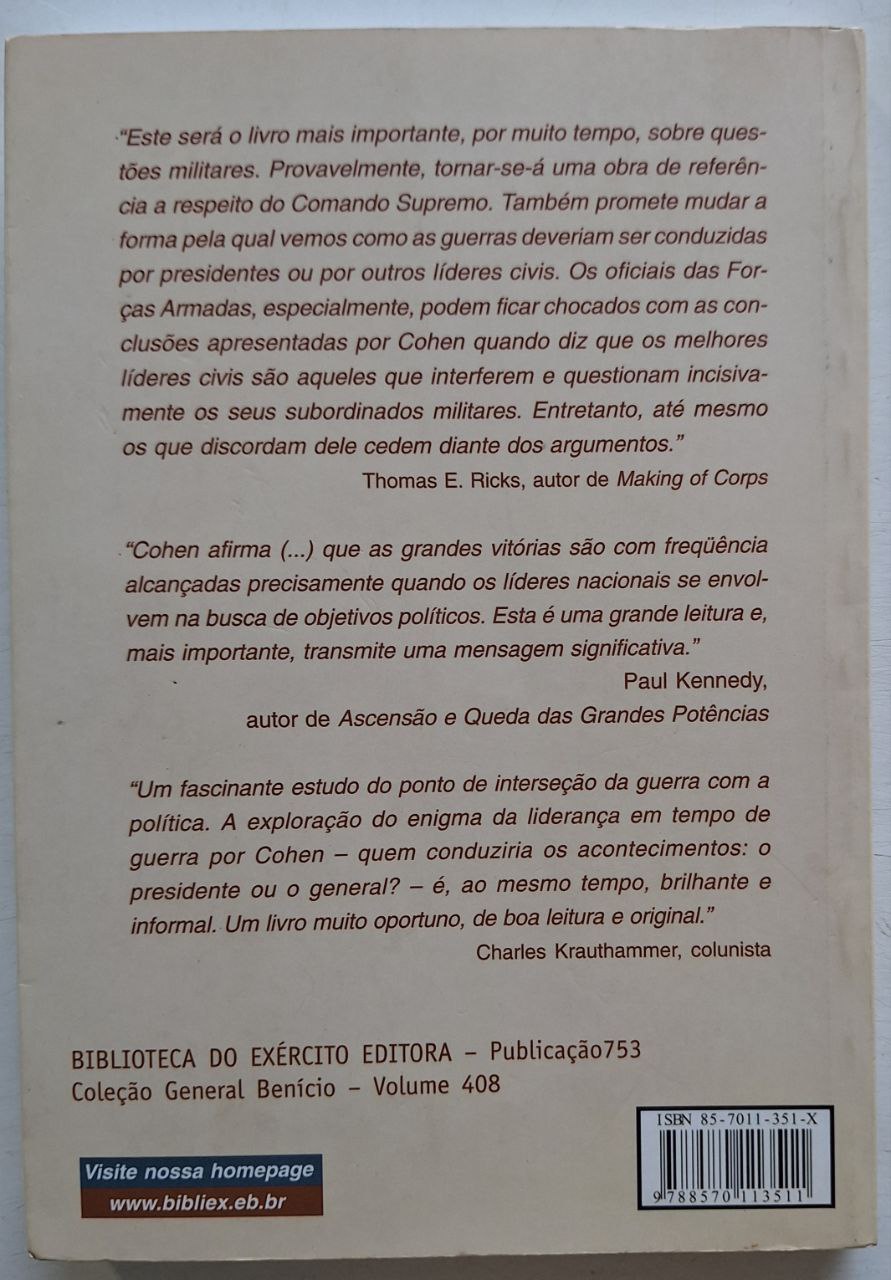 “Este será o livro mais importante, por muito tempo, sobre ques-
tões militares. Provavelmente, tornar-se-á uma obra de referên-
cia a respeito do Comando Supremo. Também promete mudar a
forma pela qual vemos como as guerras deveriam ser conduzidas
por presidentes ou por outros líderes civis. Os oficiais das For-
ças Armadas, especialmente, podem ficar chocados com as con-
clusões apresentadas por Cohen quando diz que os melhores
líderes civis são aqueles que interferem e questionam incisiva-
mente os seus subordinados militares. Entretanto, até mesmo
os que discordam dele cedem diante dos argumentos.”
Thomas E. Ricks, autor de Making of Corps
“Cohen afirma (...) que as grandes vitórias são com freqüência
alcançadas precisamente quando os líderes nacionais se envol-
vem na busca de objetivos políticos. Esta é uma grande leitura e,
mais importante, transmite uma mensagem significativa.”
Paul Kennedy,
autor de Ascensão e Queda das Grandes Potências
“Um fascinante estudo do ponto de interseção da guerra com a
política. A exploração do enigma da liderança em tempo de
guerra por Cohen – quem conduziria os acontecimentos: o
presidente ou o general? – é, ao mesmo tempo, brilhante e
informal. Um livro muito oportuno, de boa leitura e original.”
Charles Krauthammer, colunista
BIBLIOTECA DO EXÉRCITO EDITORA – Publicação753
Coleção General Benício – Volume 408
ISBN 85-7011-351-X
9 788570 113511
Visite nossa homepage
www.bibliex.eb.br